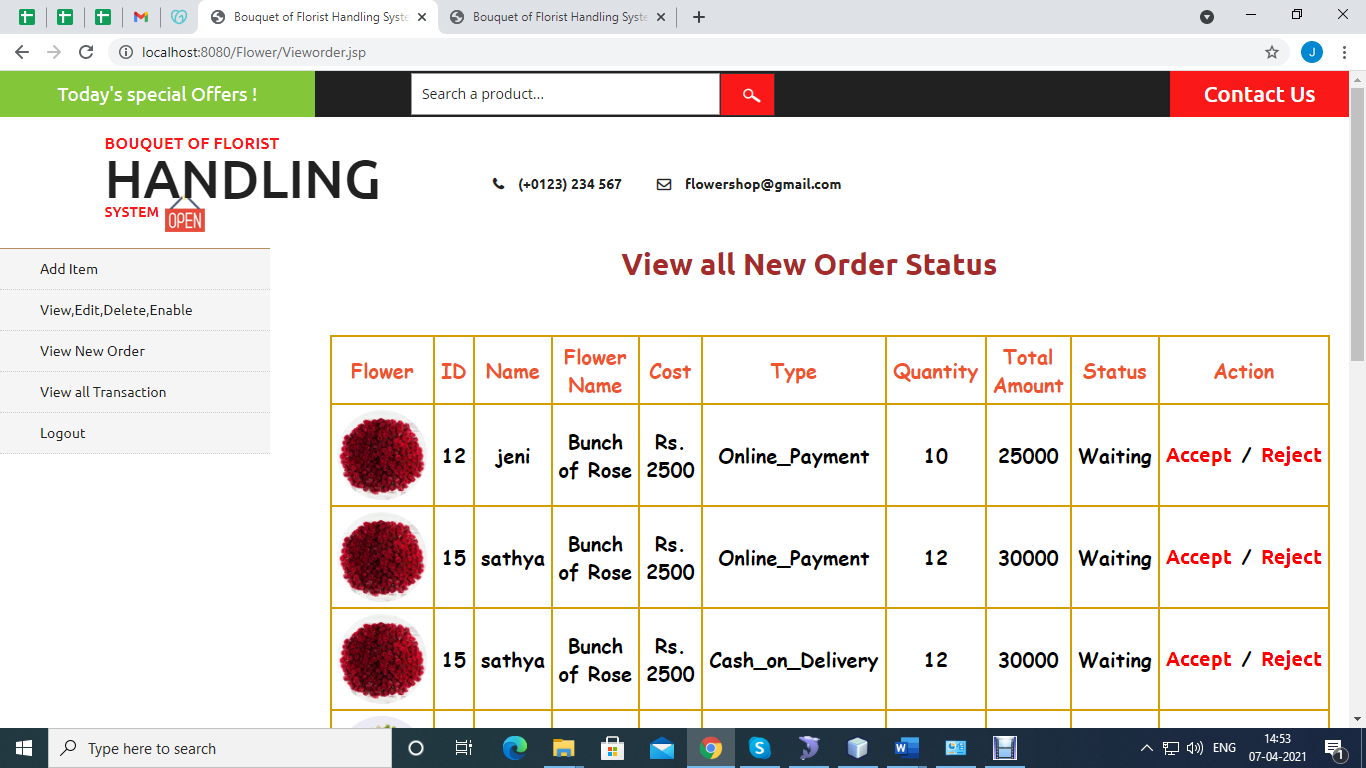 Bouquet of Florist Handling Syste
Bouquet of Florist Handling Syste
localhost:8080/Flower/Vieworder.jsp
J
Today's special Offers !
Search a product...
Contact Us
BOUQUET OF FLORIST
HANDLING
SYSTEM
OPEN
(+0123) 234 567
flowershop@gmail.com
Add Item
View,Edit,Delete,Enable
View New Order
View all Transaction
Logout
View all New Order Status
Flower ID Name Flower Name Cost Type Quantity Total Amount Status Action
12 jeni Bunch of Rose Rs. 2500 Online_Payment 10 25000 Waiting Accept / Reject
15 sathya Bunch of Rose Rs. 2500 Online_Payment 12 30000 Waiting Accept / Reject
15 sathya Bunch of Rose Rs. 2500 Cash_on_Delivery 12 30000 Waiting Accept / Reject
Type here to search
ENG
14:53
07-04-2021
1